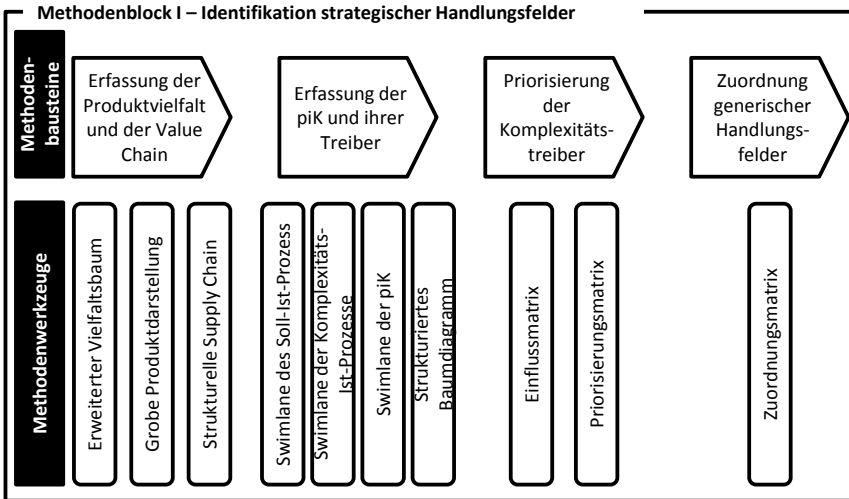 Methodenblock I – Identifikation strategischer Handlungsfelder
Methoden-
bausteine
Erfassung der
Produktvielfalt
und der Value
Chain
Erfassung der
piK und ihrer
Treiber
Priorisierung
der
Komplexitäts-
treiber
Zuordnung
generischer
Handlungs-
felder
Methodenwerkzeuge
Erweiterter Vielfaltsbaum
Grobe Produktdarstellung
Strukturelle Supply Chain
Swimlane des Soll-Ist-Prozess
Swimlane der Komplexitäts-
Ist-Prozesse
Swimlane der piK
Strukturiertes
Baumdiagramm
Einflussmatrix
Priorisierungsmatrix
Zuordnungsmatrix